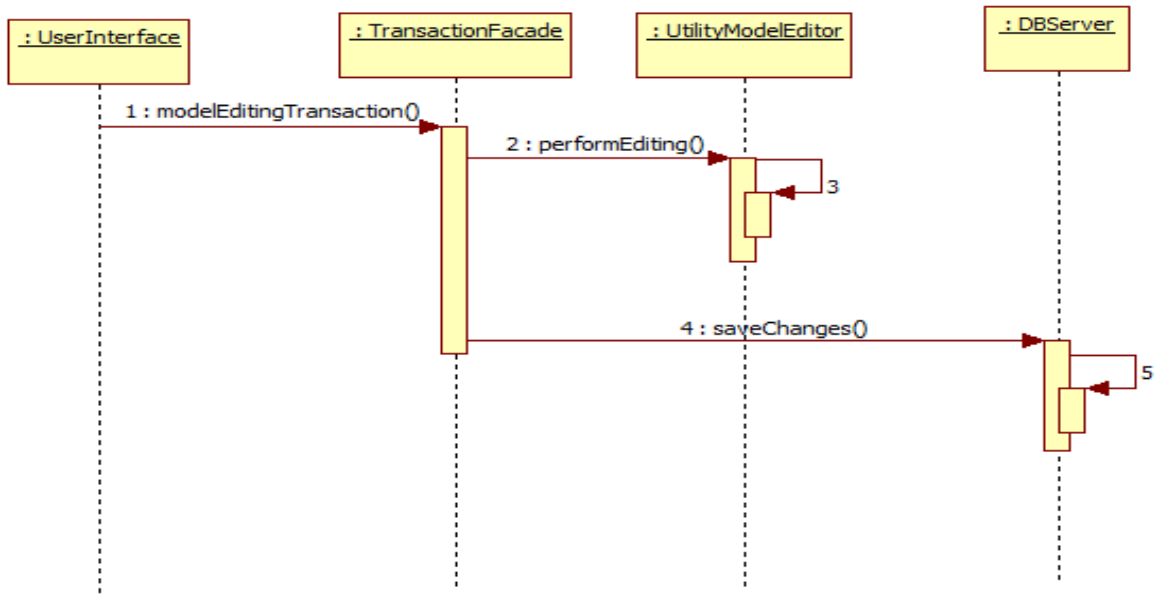 : UserInterface
: TransactionFacade
: UtilityModelEditor
: DBServer
1 : modelEditingTransaction()
2 : performEditing()
3
4 : saveChanges()
5